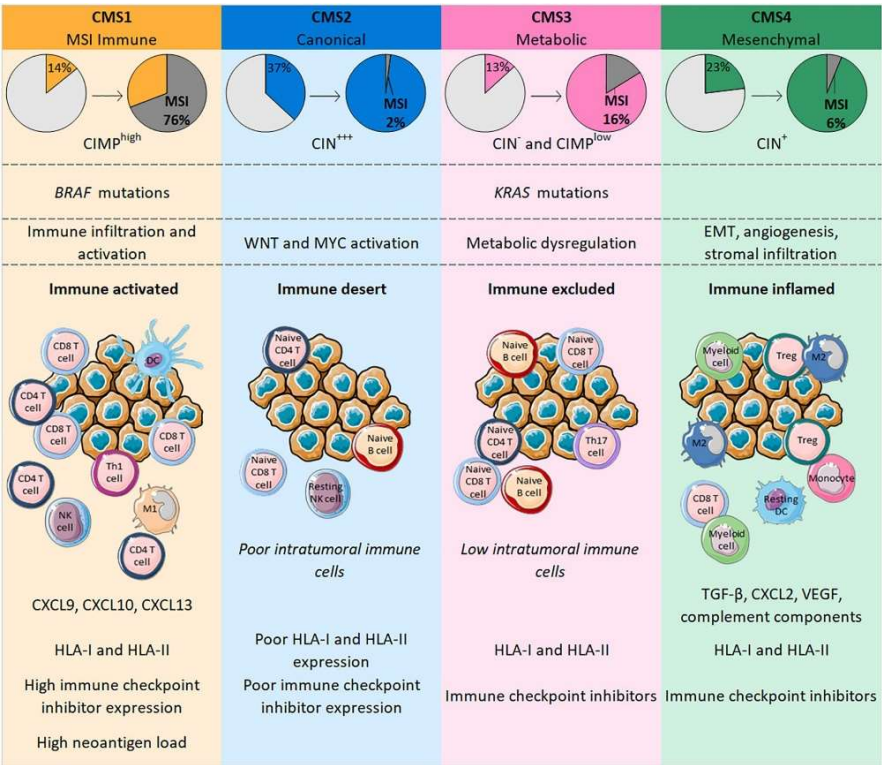 CMS1
MSI Immune
14%
MSI
76%
CIMPhigh
BRAF mutations
Immune infiltration and
activation
Immune activated
CD8 T
cell
DC
CD4 T
cell
CD8 T
cell
CD8 T
cell
Th1
cell
CD4 T
cell
NK
cell
M1
CD4 T
cell
CXCL9, CXCL10, CXCL13
HLA-I and HLA-II
High immune checkpoint
inhibitor expression
High neoantigen load
CMS2
Canonical
37%
MSI
2%
CIN+++
WNT and MYC activation
Immune desert
Naive
CD4 T
cell
Naive
B cell
Naive
CD8 T
cell
Resting
NK cell
Poor intratumoral immune
cells
Poor HLA-I and HLA-II
expression
Poor immune checkpoint
inhibitor expression
CMS3
Metabolic
13%
MSI
16%
CIN- and CIMPlow
KRAS mutations
Metabolic dysregulation
Immune excluded
Naive
B cell
Naive
CD8 T
cell
Naive
CD4 T
cell
Th17
cell
Naive
CD8 T
cell
Naive
B cell
Low intratumoral immune
cells
HLA-I and HLA-II
Immune checkpoint inhibitors
CMS4
Mesenchymal
23%
MSI
6%
CIN+
EMT, angiogenesis,
stromal infiltration
Immune inflamed
Myeloid
cell
Treg
M2
M2
Treg
Monocyte
CD8 T
cell
Resting
DC
Myeloid
cell
TGF-β, CXCL2, VEGF,
complement components
HLA-I and HLA-II
Immune checkpoint inhibitors